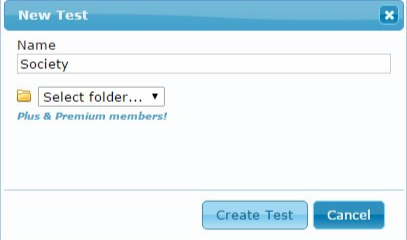 New Test
Name
Society
Select folder...
Plus & Premium members!
Create Test Cancel